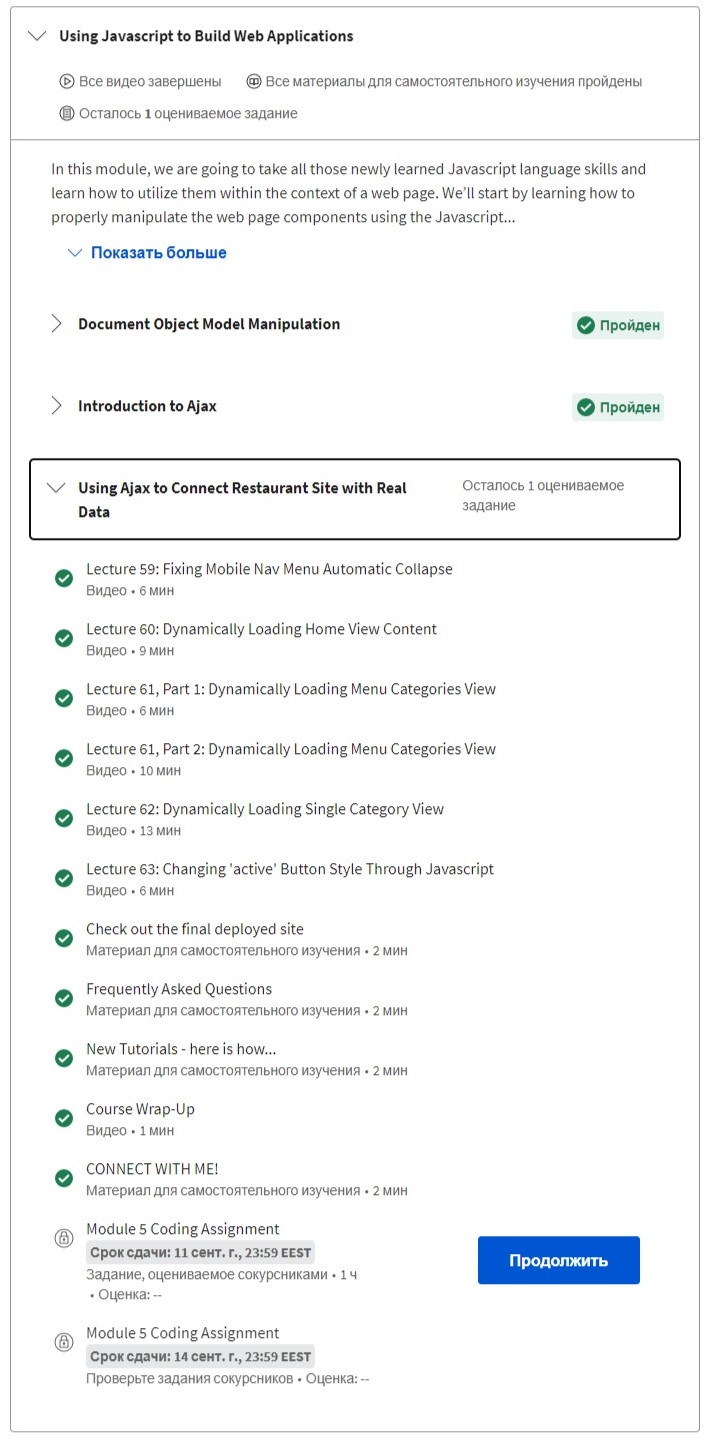 Using Javascript to Build Web Applications
Все видео завершены Все материалы для самостоятельного изучения пройдены
Осталось 1 оцениваемое задание
In this module, we are going to take all those newly learned Javascript language skills and
learn how to utilize them within the context of a web page. We’ll start by learning how to
properly manipulate the web page components using the Javascript...
Показать больше
Document Object Model Manipulation Пройден
Introduction to Ajax Пройден
Using Ajax to Connect Restaurant Site with Real
Data
Осталось 1 оцениваемое
задание
Lecture 59: Fixing Mobile Nav Menu Automatic Collapse
Видео • 6 мин
Lecture 60: Dynamically Loading Home View Content
Видео • 9 мин
Lecture 61, Part 1: Dynamically Loading Menu Categories View
Видео • 6 мин
Lecture 61, Part 2: Dynamically Loading Menu Categories View
Видео • 10 мин
Lecture 62: Dynamically Loading Single Category View
Видео • 13 мин
Lecture 63: Changing 'active' Button Style Through Javascript
Видео • 6 мин
Check out the final deployed site
Материал для самостоятельного изучения • 2 мин
Frequently Asked Questions
Материал для самостоятельного изучения • 2 мин
New Tutorials - here is how...
Материал для самостоятельного изучения • 2 мин
Course Wrap-Up
Видео • 1 мин
CONNECT WITH ME!
Материал для самостоятельного изучения • 2 мин
Module 5 Coding Assignment
Срок сдачи: 11 сент. г., 23:59 EEST
Задание, оцениваемое сокурсниками • 1 ч
• Оценка: --
Продолжить
Module 5 Coding Assignment
Срок сдачи: 14 сент. г., 23:59 EEST
Проверьте задания сокурсников • Оценка: --